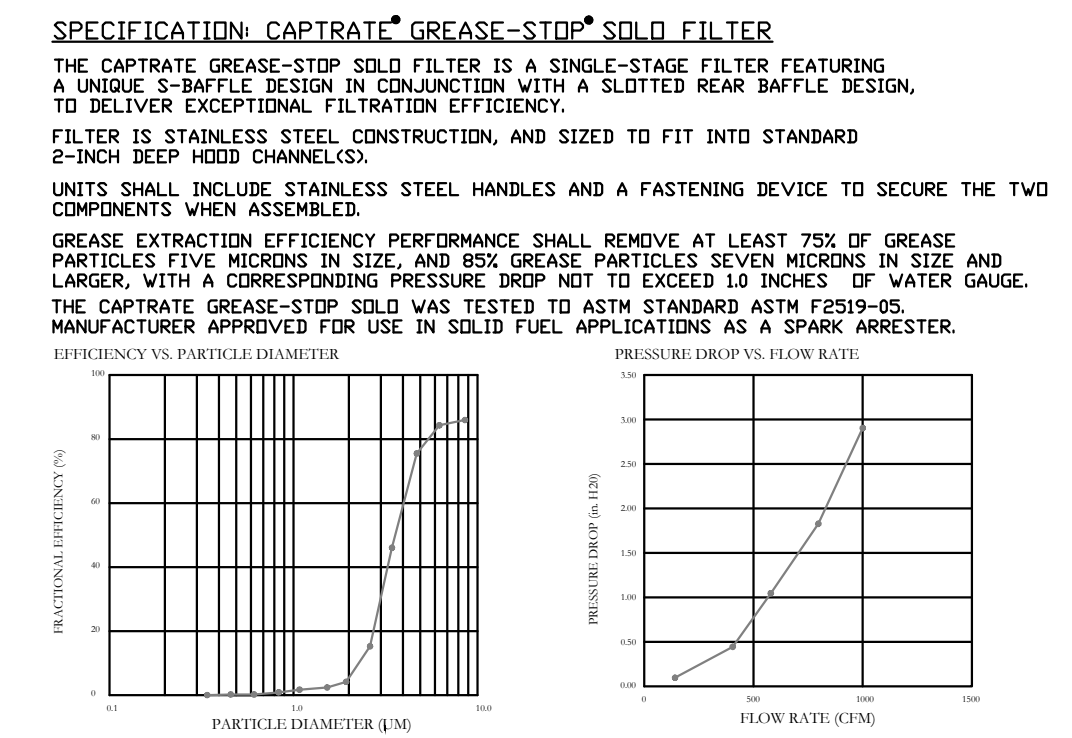 SPECIFICATION: CAPTRATE® GREASE-STOP® SOLO FILTER
THE CAPTRATE GREASE-STOP SOLO FILTER IS A SINGLE-STAGE FILTER FEATURING
A UNIQUE S-BAFFLE DESIGN IN CONJUNCTION WITH A SLOTTED REAR BAFFLE DESIGN,
TO DELIVER EXCEPTIONAL FILTRATION EFFICIENCY.
FILTER IS STAINLESS STEEL CONSTRUCTION, AND SIZED TO FIT INTO STANDARD
2-INCH DEEP HOOD CHANNEL(S).
UNITS SHALL INCLUDE STAINLESS STEEL HANDLES AND A FASTENING DEVICE TO SECURE THE TWO
COMPONENTS WHEN ASSEMBLED.
GREASE EXTRACTION EFFICIENCY PERFORMANCE SHALL REMOVE AT LEAST 75% OF GREASE
PARTICLES FIVE MICRONS IN SIZE, AND 85% GREASE PARTICLES SEVEN MICRONS IN SIZE AND
LARGER, WITH A CORRESPONDING PRESSURE DROP NOT TO EXCEED 1.0 INCHES OF WATER GAUGE.
THE CAPTRATE GREASE-STOP SOLO WAS TESTED TO ASTM STANDARD ASTM F2519-05.
MANUFACTURER APPROVED FOR USE IN SOLID FUEL APPLICATIONS AS A SPARK ARRESTER.
EFFICIENCY VS. PARTICLE DIAMETER
100
80
60
40
20
0
FRACTIONAL EFFICIENCY (%)
0.1 1.0 10.0
PARTICLE DIAMETER (μM)
PRESSURE DROP VS. FLOW RATE
3.50
3.00
2.50
2.00
1.50
1.00
0.50
0.00
PRESSURE DROP (in. H20)
0 500 1000 1500
FLOW RATE (CFM)